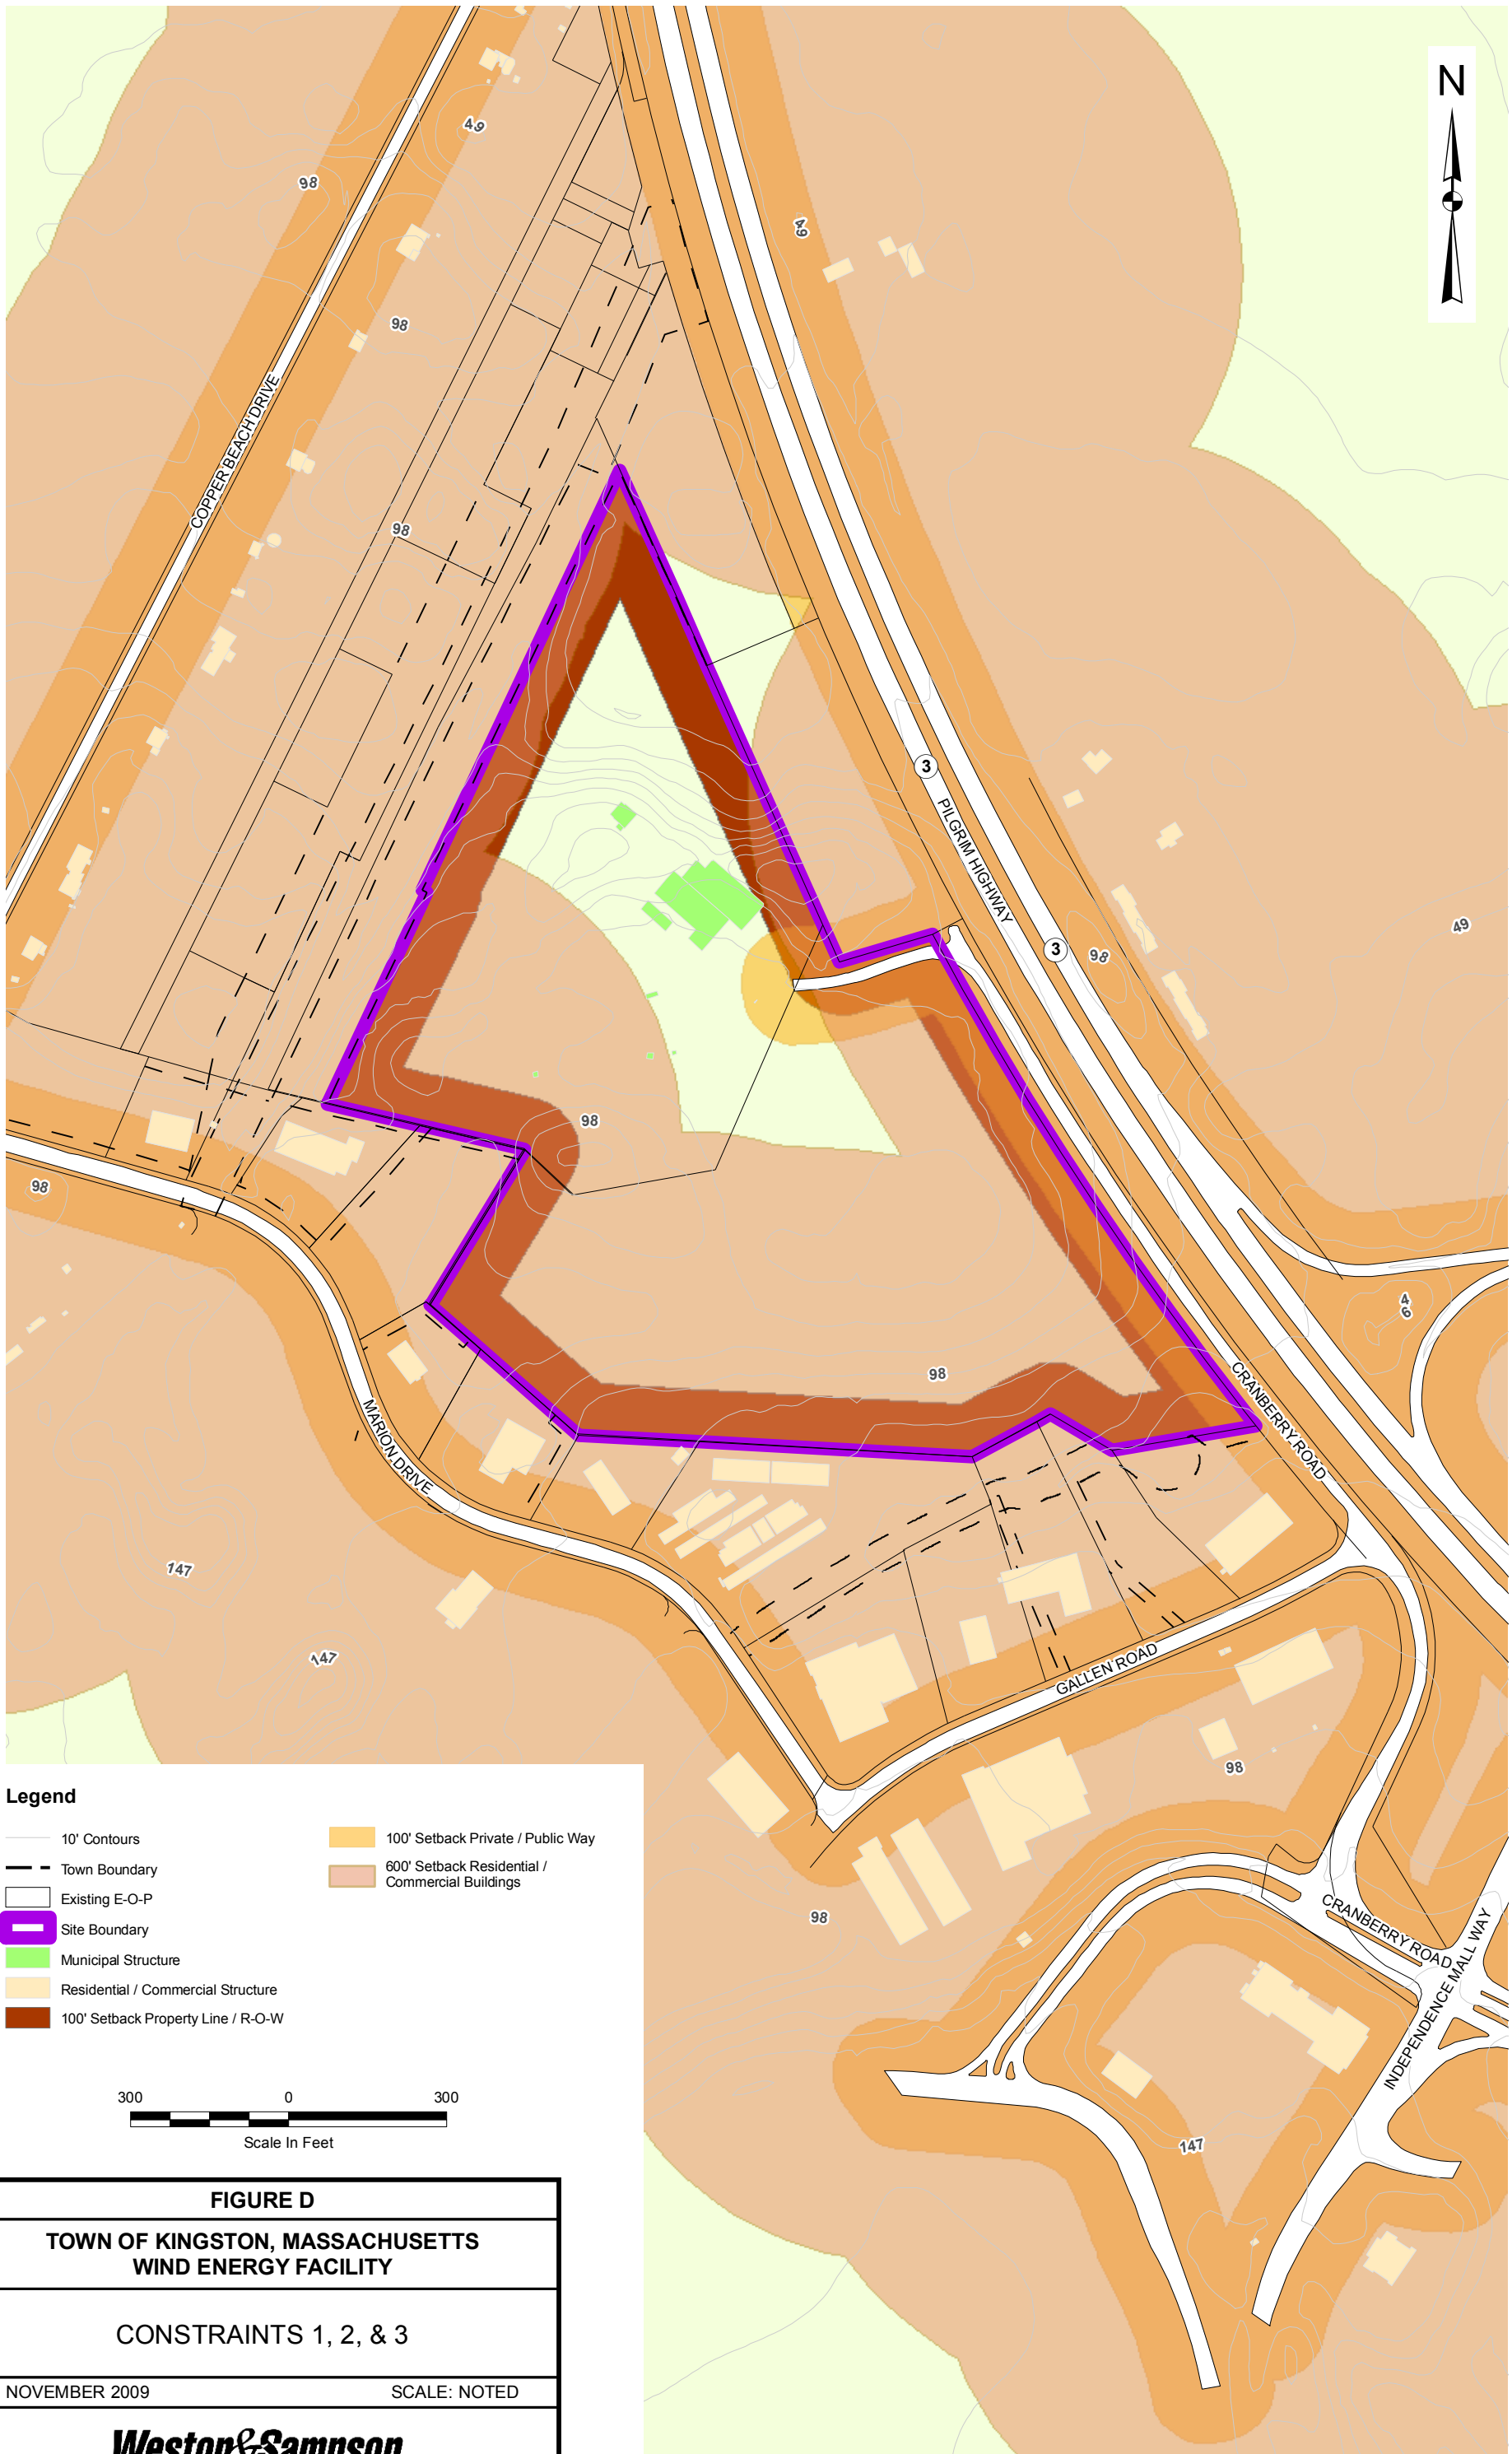 N
49
98
49
98
COPPER BEACH DRIVE
98
3
PILGRIM HIGHWAY
49
3
98
98
98
4
6
98
CRANBERRY ROAD
MARION DRIVE
147
147
GALLEN ROAD
98
98
CRANBERRY ROAD
INDEPENDENCE MALL WAY
147
Legend
10' Contours
Town Boundary
Existing E-O-P
Site Boundary
Municipal Structure
Residential / Commercial Structure
100' Setback Property Line / R-O-W
100' Setback Private / Public Way
600' Setback Residential /
Commercial Buildings
300 0 300
Scale In Feet
FIGURE D
TOWN OF KINGSTON, MASSACHUSETTS
WIND ENERGY FACILITY
CONSTRAINTS 1, 2, & 3
NOVEMBER 2009 SCALE: NOTED
Weston&Sampson